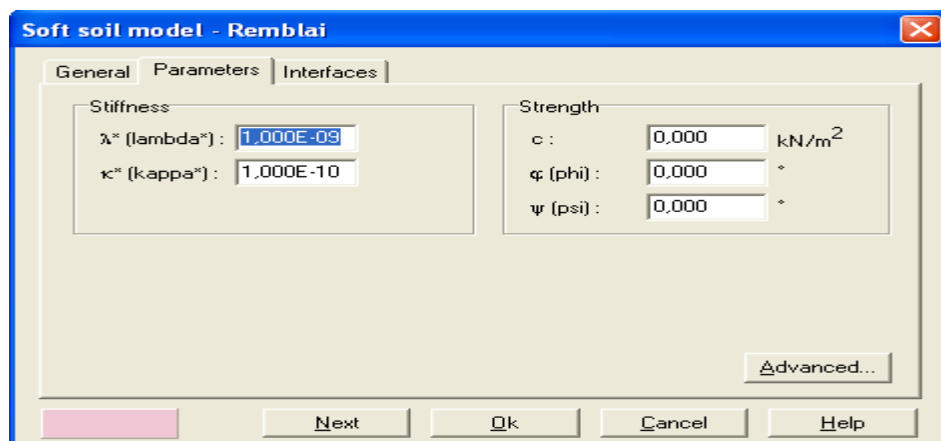 Soft soil model - Remblai
General Parameters Interfaces
Stiffness
λ* (lambda*) : 1,000E-09
κ* (kappa*) : 1,000E-10
Strength
c : 0,000 kN/m²
φ (phi) : 0,000 °
ψ (psi) : 0,000 °
Advanced...
Next Ok Cancel Help